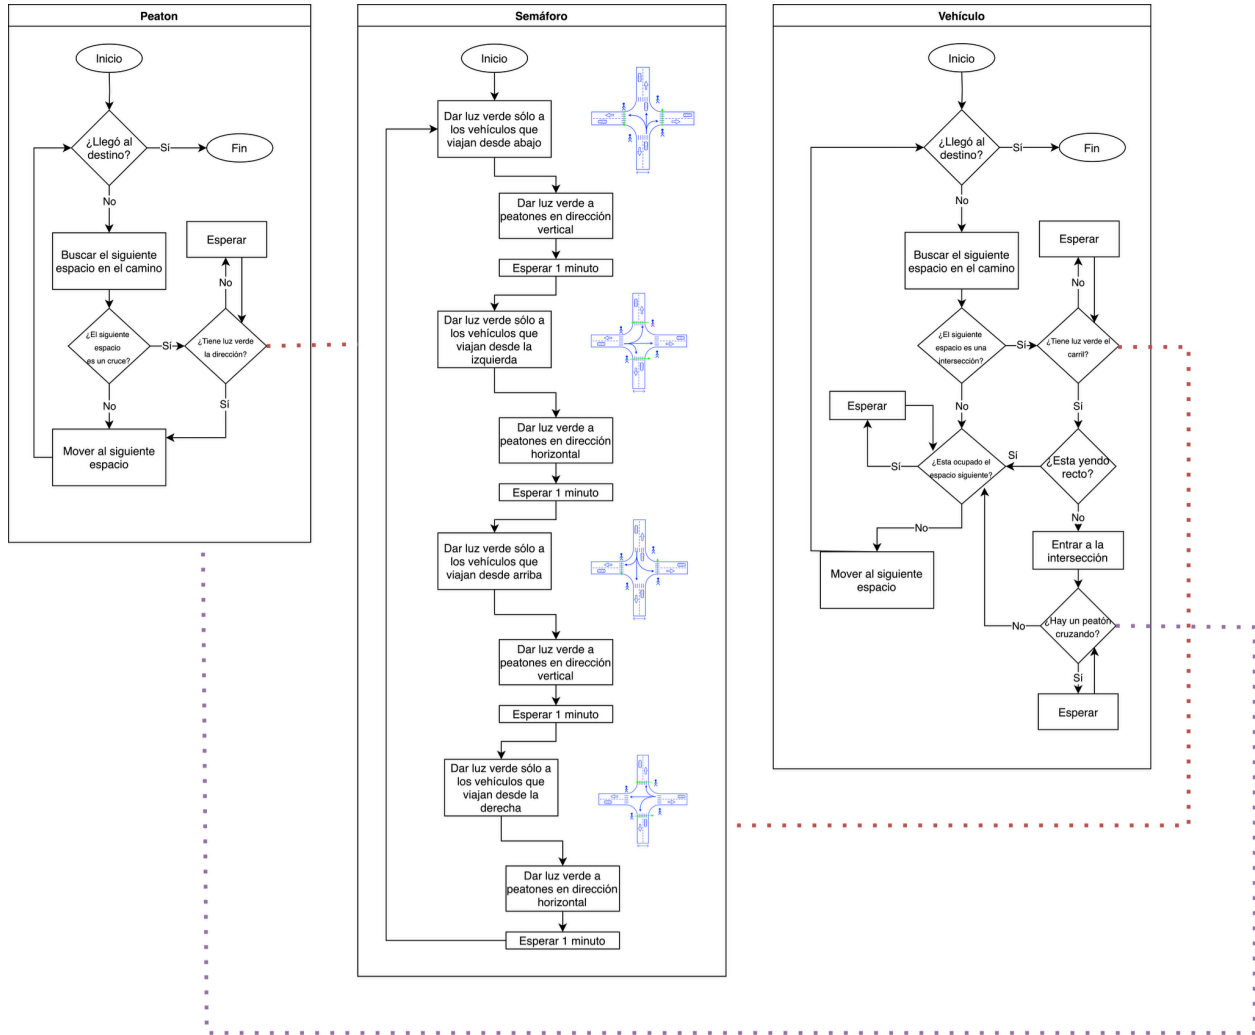 Peaton
Inicio
¿Llegó al
destino?
Sí
Fin
No
Buscar el siguiente
espacio en el camino
Esperar
No
¿El siguiente
espacio
es un cruce?
Sí
¿Tiene luz verde
la dirección?
No
Sí
Mover al siguiente
espacio
Semáforo
Inicio
Dar luz verde sólo a
los vehículos que
viajan desde abajo
Dar luz verde a
peatones en dirección
vertical
Esperar 1 minuto
Dar luz verde sólo a
los vehículos que
viajan desde la
izquierda
Dar luz verde a
peatones en dirección
horizontal
Esperar 1 minuto
Dar luz verde sólo a
los vehículos que
viajan desde arriba
Dar luz verde a
peatones en dirección
vertical
Esperar 1 minuto
Dar luz verde sólo a
los vehículos que
viajan desde la
derecha
Dar luz verde a
peatones en dirección
horizontal
Esperar 1 minuto
Vehículo
Inicio
¿Llegó al
destino?
Sí
Fin
No
Buscar el siguiente
espacio en el camino
Esperar
No
¿El siguiente
espacio es una
intersección?
Sí
¿Tiene luz verde el
carril?
No
Sí
Esperar
Sí
¿Esta ocupado el
espacio siguiente?
Sí
¿Esta yendo
recto?
No
No
Entrar a la
intersección
Mover al siguiente
espacio
¿Hay un peatón
cruzando?
No
Sí
Esperar